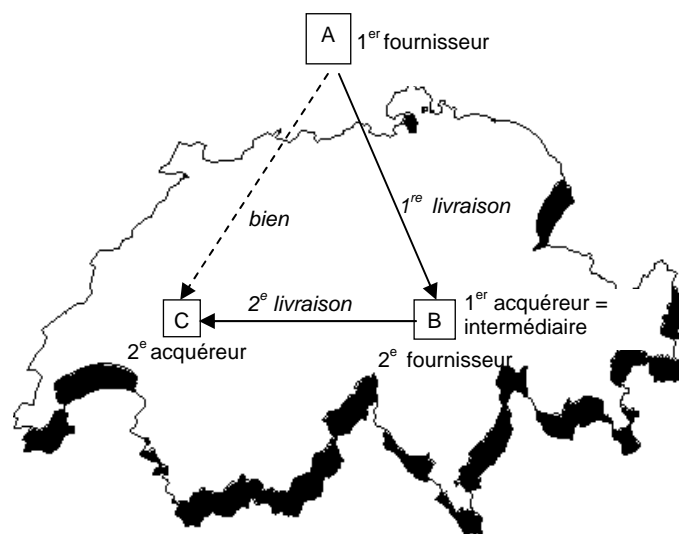 A
1er fournisseur
1re livraison
bien
2e livraison
C
B
1er acquéreur =
intermédiaire
2e acquéreur
2e fournisseur